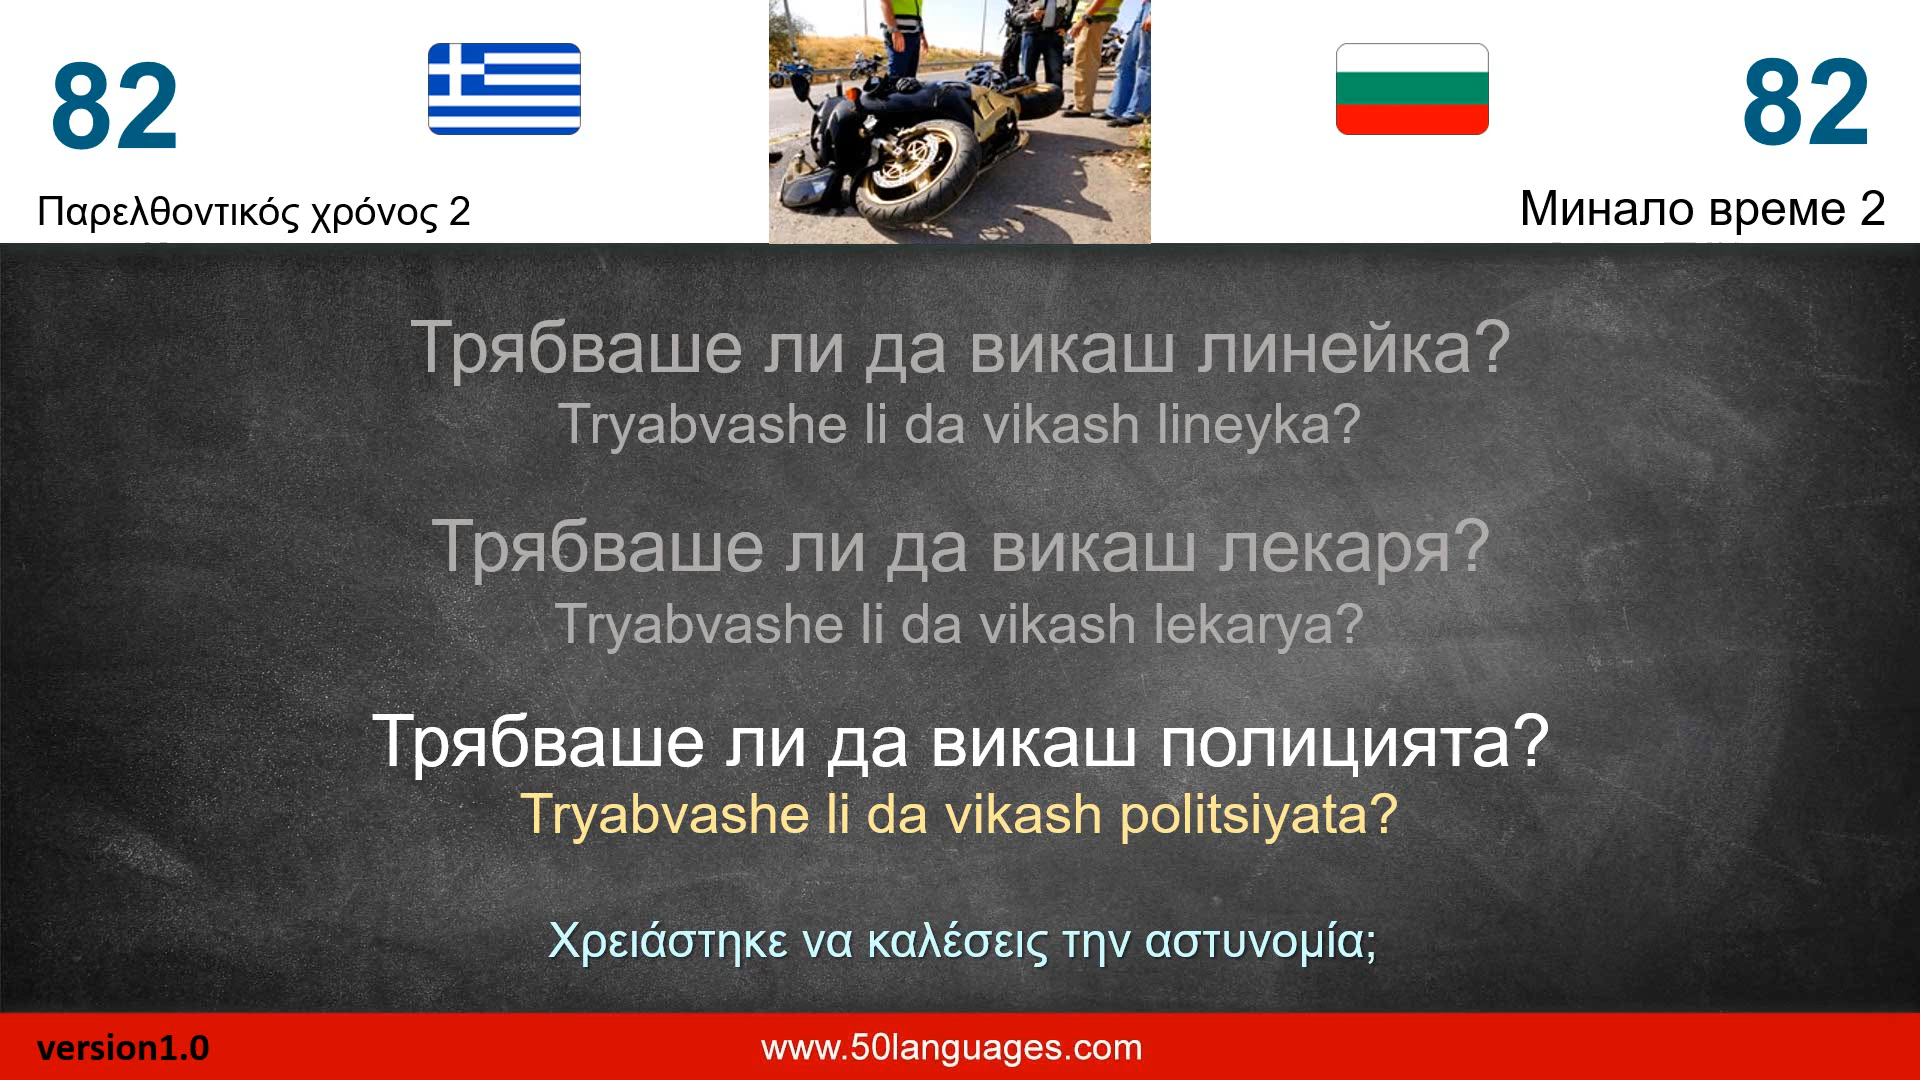 82
82
Παρελθοντικός χρόνος 2
Минало време 2
Трябваше ли да викаш линейка?
Tryabvashe li da vikash lineyka?
Трябваше ли да викаш лекаря?
Tryabvashe li da vikash lekarya?
Трябваше ли да викаш полицията?
Tryabvashe li da vikash politsiyata?
Χρειάστηκε να καλέσεις την αστυνομία;
version1.0
www.50languages.com